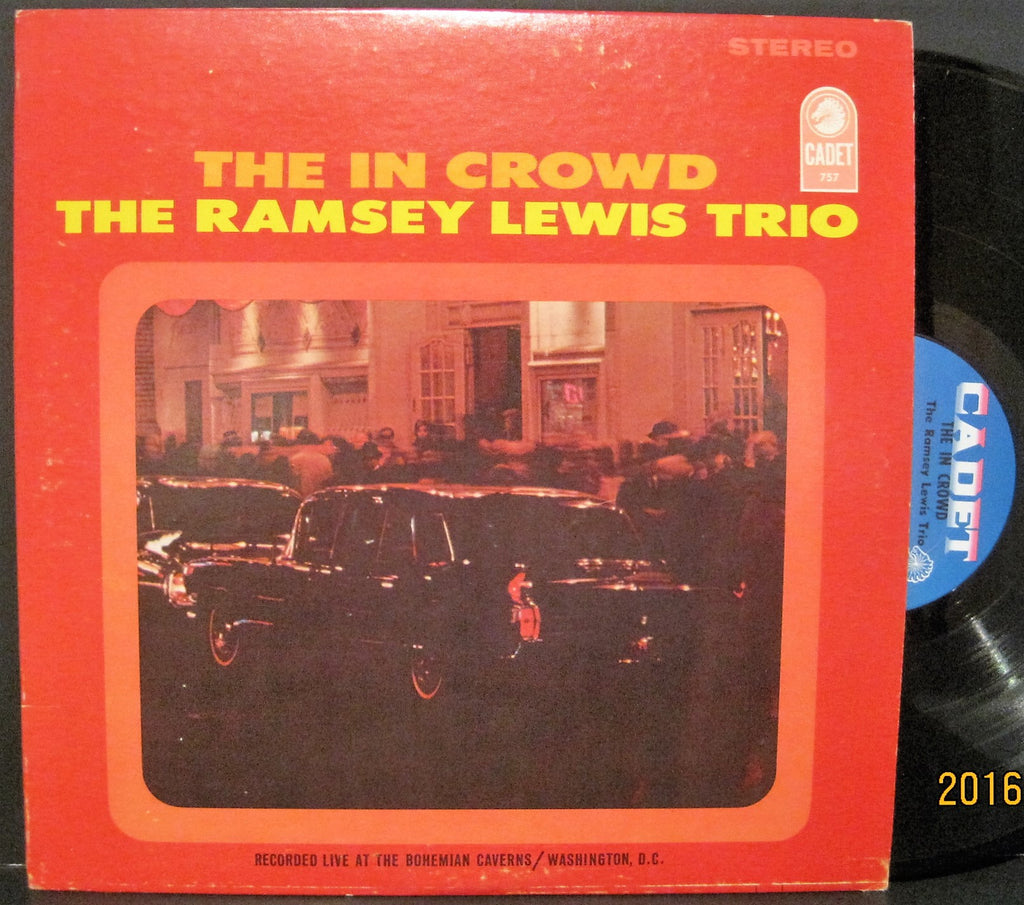 STEREO
CADET
757
THE IN CROWD
THE RAMSEY LEWIS TRIO
CADET
THE IN CROWD
The Ramsey Lewis Trio
RECORDED LIVE AT THE BOHEMIAN CAVERNS/WASHINGTON, D.C.
2016